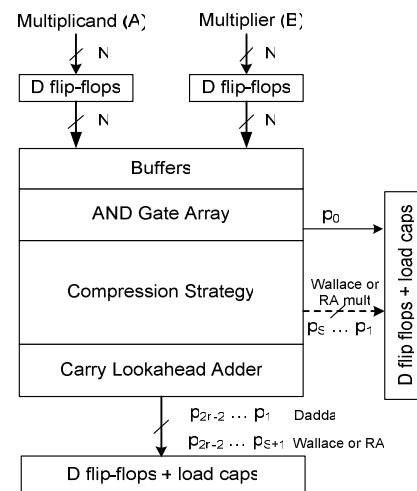 Multiplicand (A)
Multiplier (B)
N
N
D flip-flops
D flip-flops
N
N
Buffers
AND Gate Array
p0
Compression Strategy
Wallace or
RA mult
pS ... p1
D flip flops + load caps
Carry Lookahead Adder
p2r-2 ... p1 Dadda
p2r-2 ... pS+1 Wallace or RA
D flip-flops + load caps